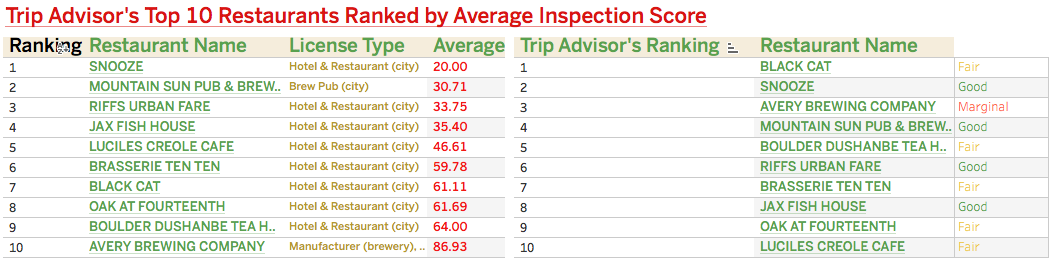 Trip Advisor's Top 10 Restaurants Ranked by Average Inspection Score
Ranking Restaurant Name License Type Average Trip Advisor's Ranking Restaurant Name
1 SNOOZE Hotel & Restaurant (city) 20.00 1 BLACK CAT Fair
2 MOUNTAIN SUN PUB & BREW.. Brew Pub (city) 30.71 2 SNOOZE Good
3 RIFFS URBAN FARE Hotel & Restaurant (city) 33.75 3 AVERY BREWING COMPANY Marginal
4 JAX FISH HOUSE Hotel & Restaurant (city) 35.40 4 MOUNTAIN SUN PUB & BREW.. Good
5 LUCILES CREOLE CAFE Hotel & Restaurant (city) 46.61 5 BOULDER DUSHANBE TEA H.. Fair
6 BRASSERIE TEN TEN Hotel & Restaurant (city) 59.78 6 RIFFS URBAN FARE Good
7 BLACK CAT Hotel & Restaurant (city) 61.11 7 BRASSERIE TEN TEN Fair
8 OAK AT FOURTEENTH Hotel & Restaurant (city) 61.69 8 JAX FISH HOUSE Good
9 BOULDER DUSHANBE TEA H.. Hotel & Restaurant (city) 64.00 9 OAK AT FOURTEENTH Fair
10 AVERY BREWING COMPANY Manufacturer (brewery), .. 86.93 10 LUCILES CREOLE CAFE Fair